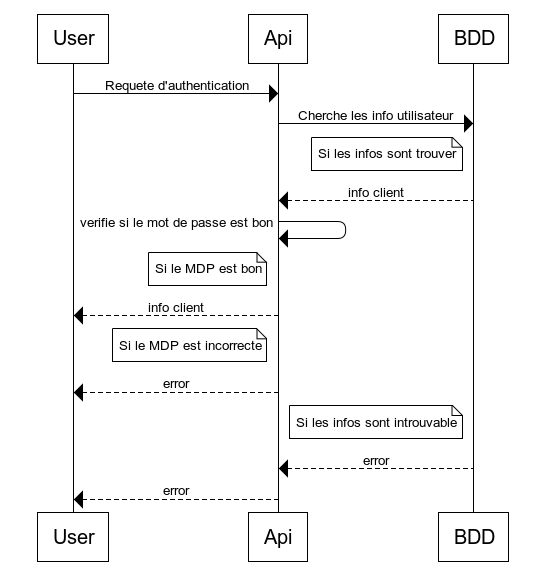 User
Api
BDD
Requete d'authentication
Cherche les info utilisateur
Si les infos sont trouver
info client
verifie si le mot de passe est bon
Si le MDP est bon
info client
Si le MDP est incorrecte
error
Si les infos sont introuvable
error
error
User
Api
BDD